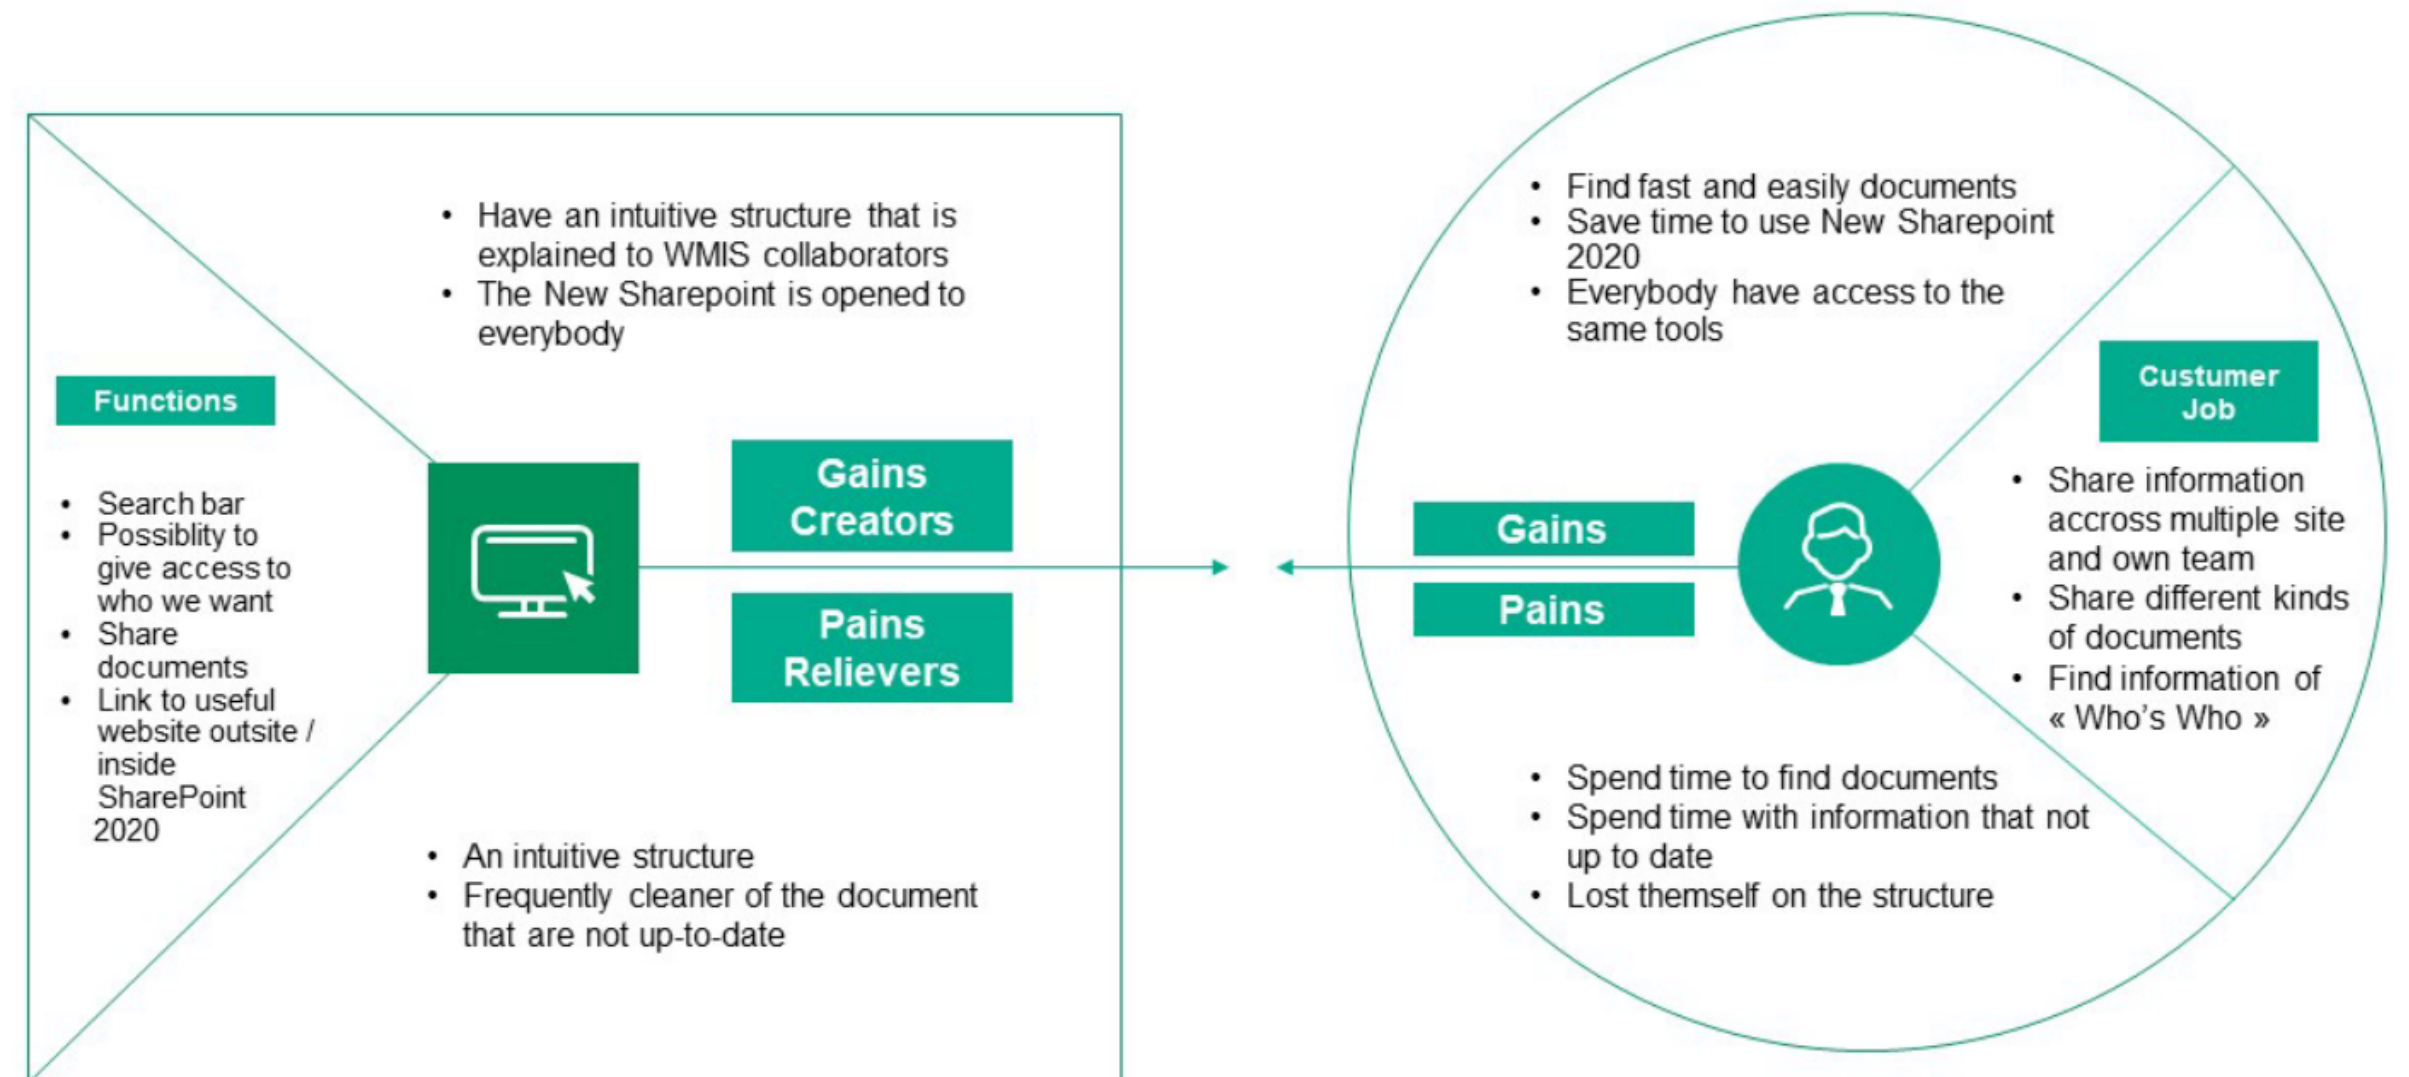 • Have an intuitive structure that is
explained to WMIS collaborators
• The New Sharepoint is opened to
everybody
Functions
• Search bar
• Possiblity to
give access to
who we want
• Share
documents
• Link to useful
website outsite /
inside
SharePoint
2020
Gains
Creators
Pains
Relievers
• An intuitive structure
• Frequently cleaner of the document
that are not up-to-date
• Find fast and easily documents
• Save time to use New Sharepoint
2020
• Everybody have access to the
same tools
Gains
Pains
Custumer
Job
• Share information
accross multiple site
and own team
• Share different kinds
of documents
• Find information of
« Who’s Who »
• Spend time to find documents
• Spend time with information that not
up to date
• Lost themself on the structure